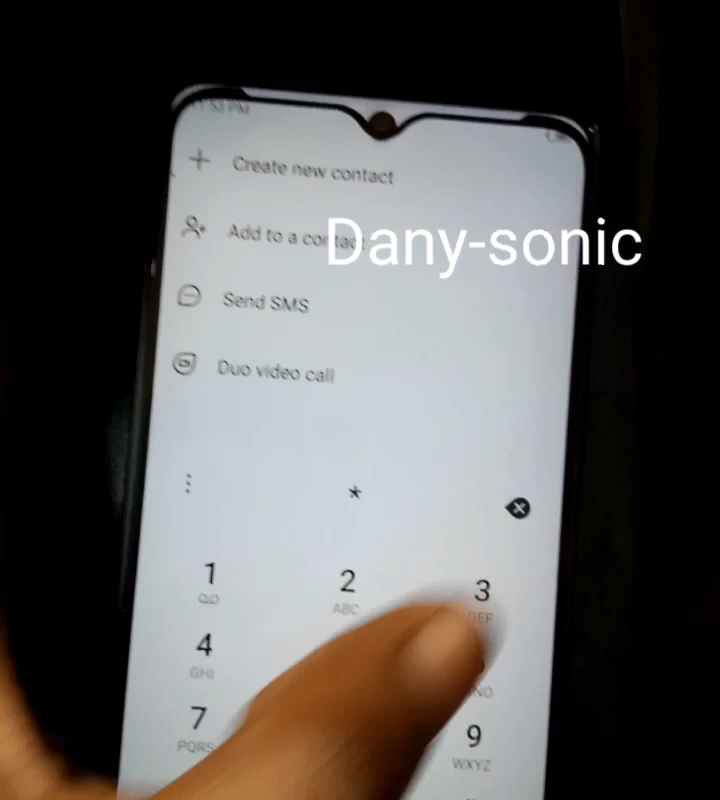 Create new contact
Add to a contact
Dany-sonic
Send SMS
Duo video call
*
1 2 3
ABC DEF
4
GHI
7 9
PQRS WXYZ